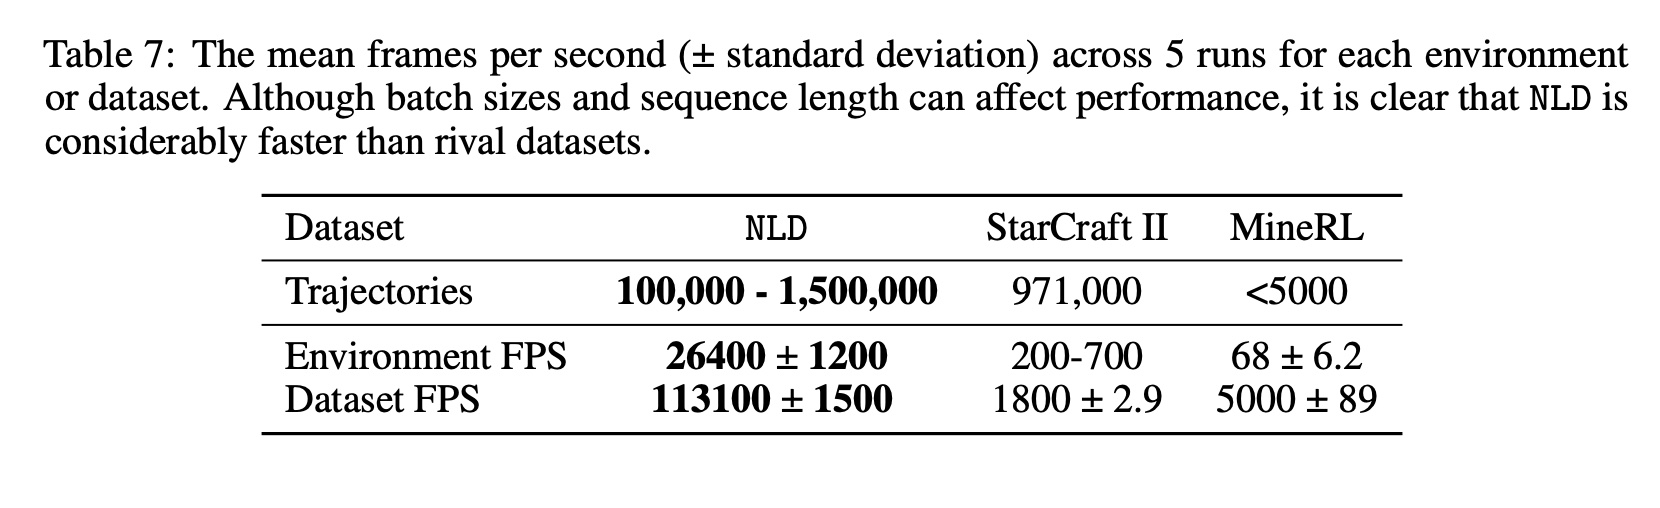 Table 7: The mean frames per second (± standard deviation) across 5 runs for each environment
or dataset. Although batch sizes and sequence length can affect performance, it is clear that NLD is
considerably faster than rival datasets.
Dataset NLD StarCraft II MineRL
Trajectories 100,000 - 1,500,000 971,000 <5000
Environment FPS 26400 ± 1200 200-700 68 ± 6.2
Dataset FPS 113100 ± 1500 1800 ± 2.9 5000 ± 89